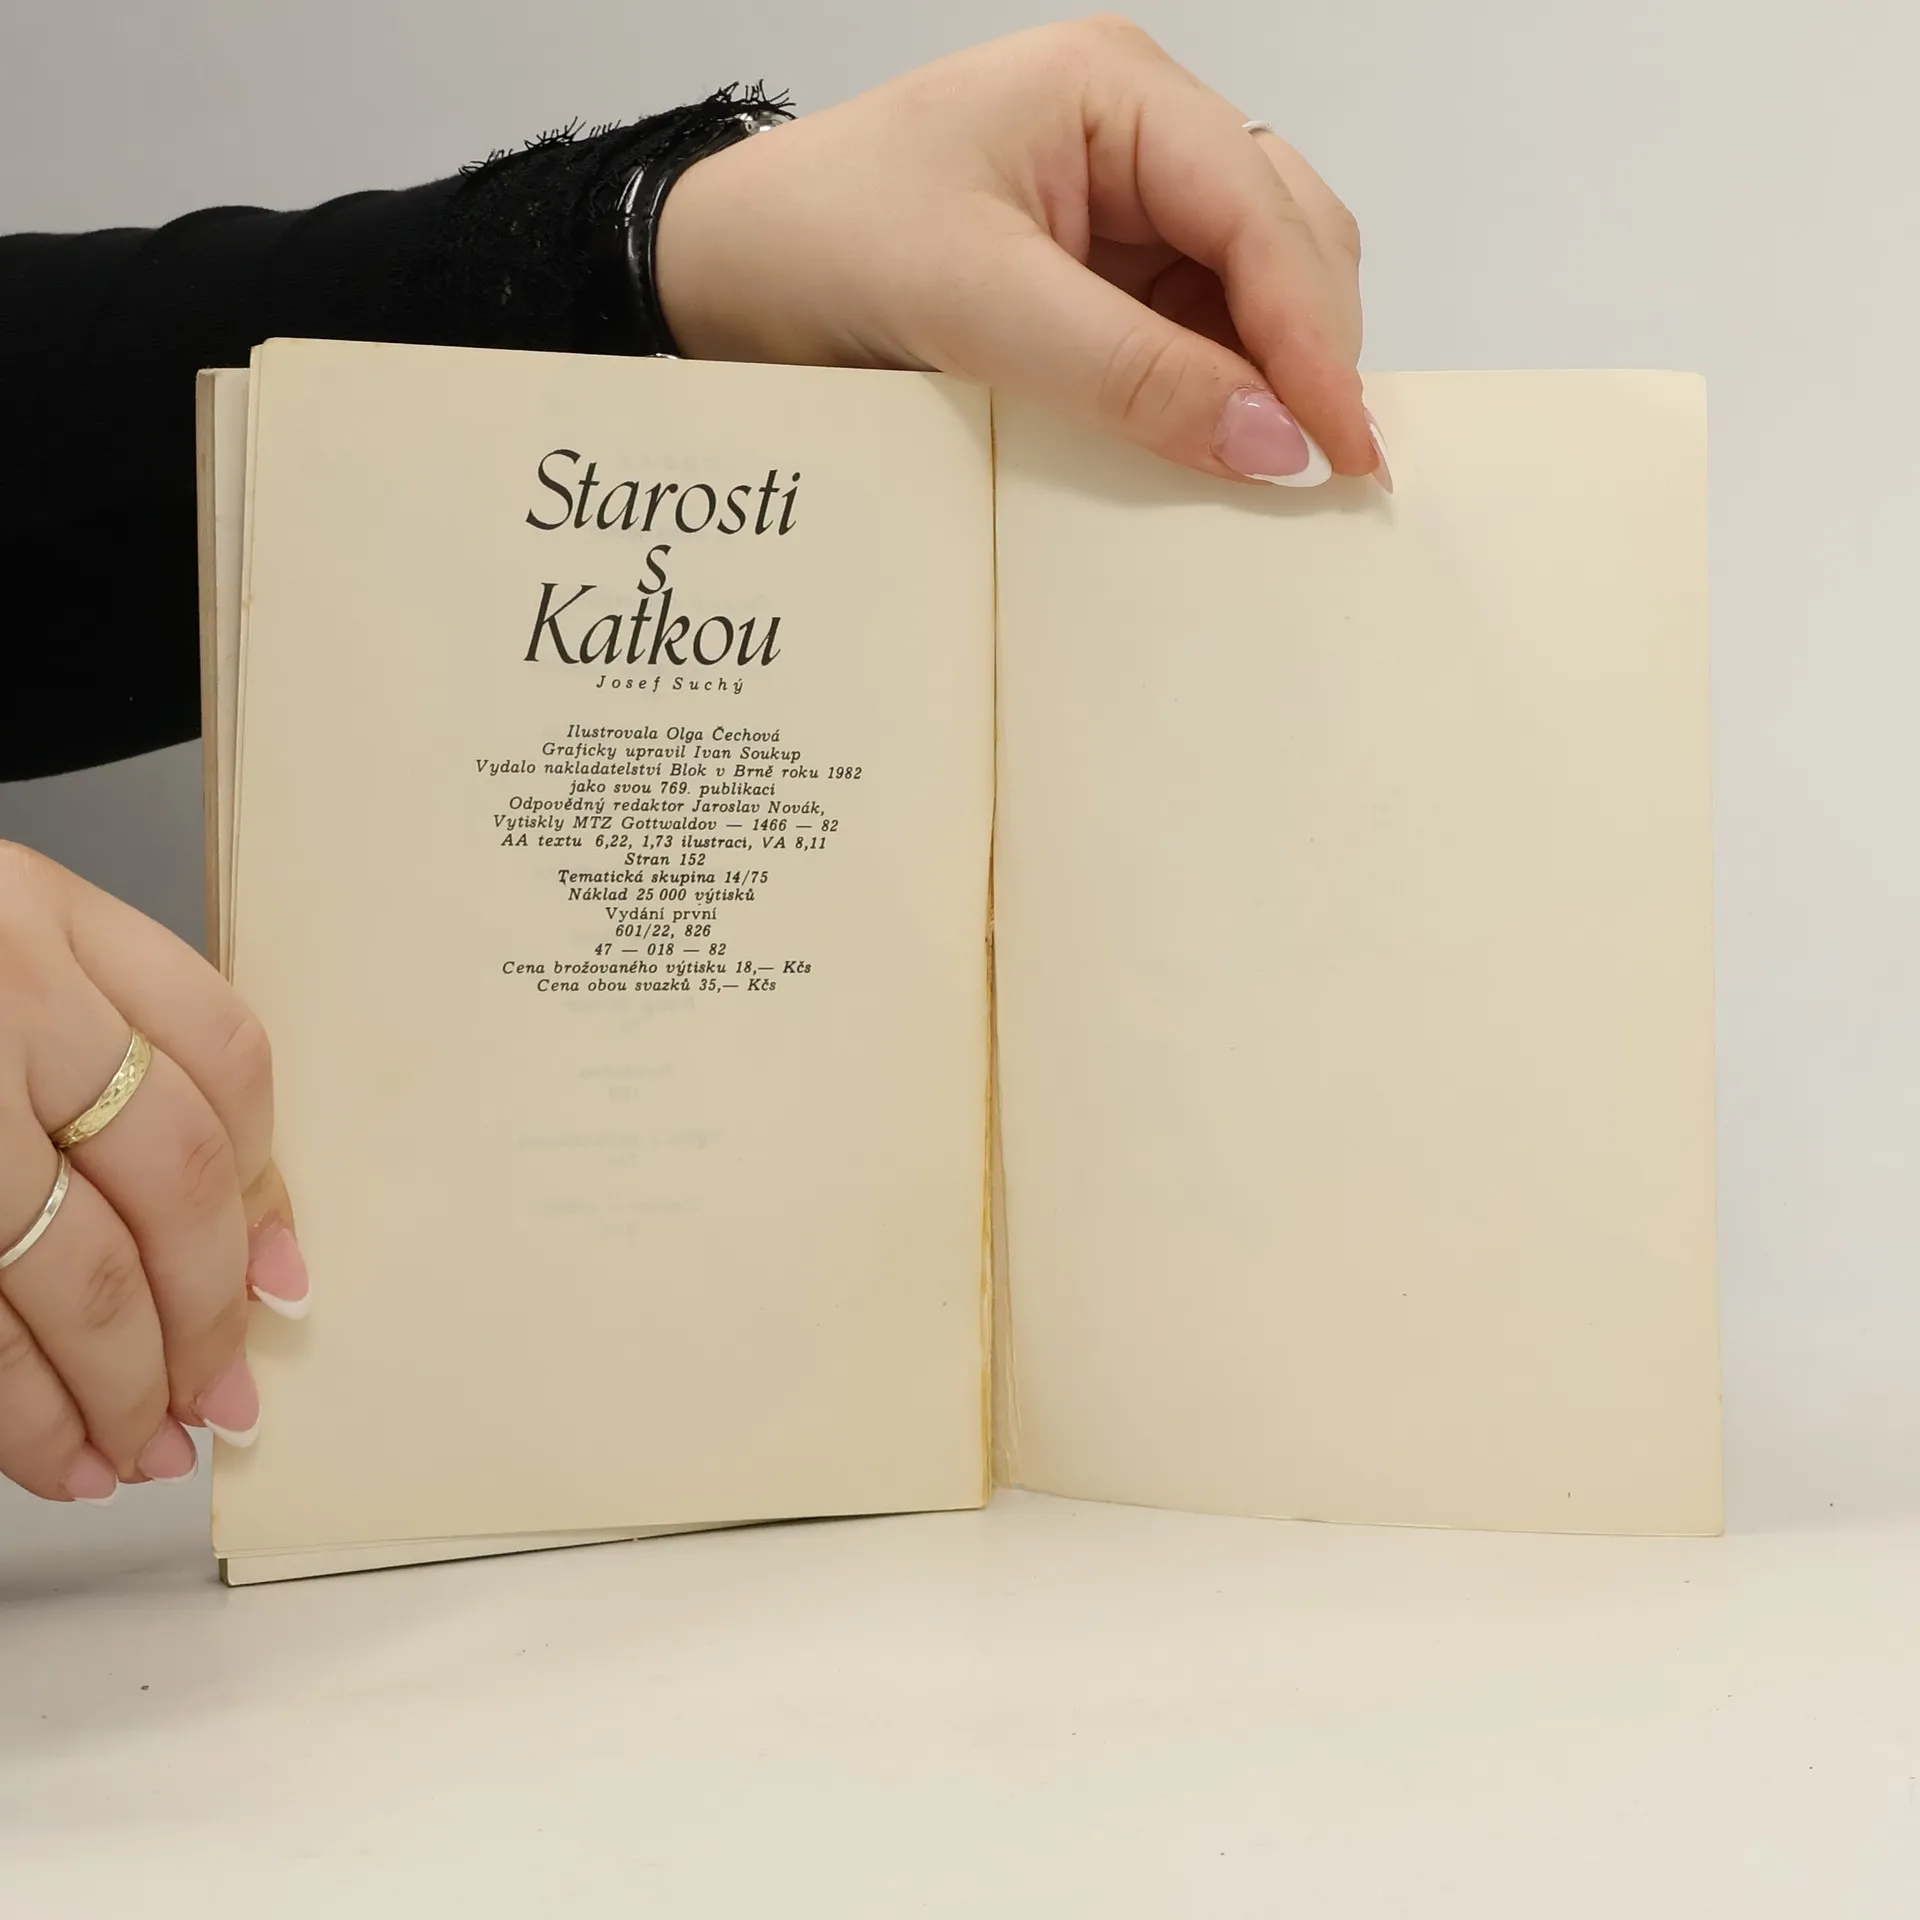 Starosti
s
Katkou
Josef Suchý
Ilustrovala Olga Čechová
Graficky upravil Ivan Soukup
Vydalo nakladatelství Blok v Brně roku 1982
jako svou 769. publikaci
Odpovědný redaktor Jaroslav Novák,
Vytiskly MTZ Gottwaldov — 1466 — 82
AA textu 6,22, 1,73 ilustraci, VA 8,11
Stran 152
Tematická skupina 14/75
Náklad 25 000 výtisků
Vydání první
601/22, 826
47 — 018 — 82
Cena brožovaného výtisku 18,— Kčs
Cena obou svazků 35,— Kčs